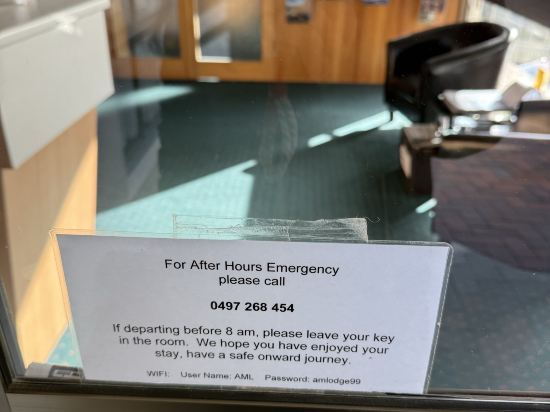 For After Hours Emergency
please call
0497 268 454
If departing before 8 am, please leave your key
in the room. We hope you have enjoyed your
stay, have a safe onward journey.
WIFI: User Name: AML Password: amlodge99